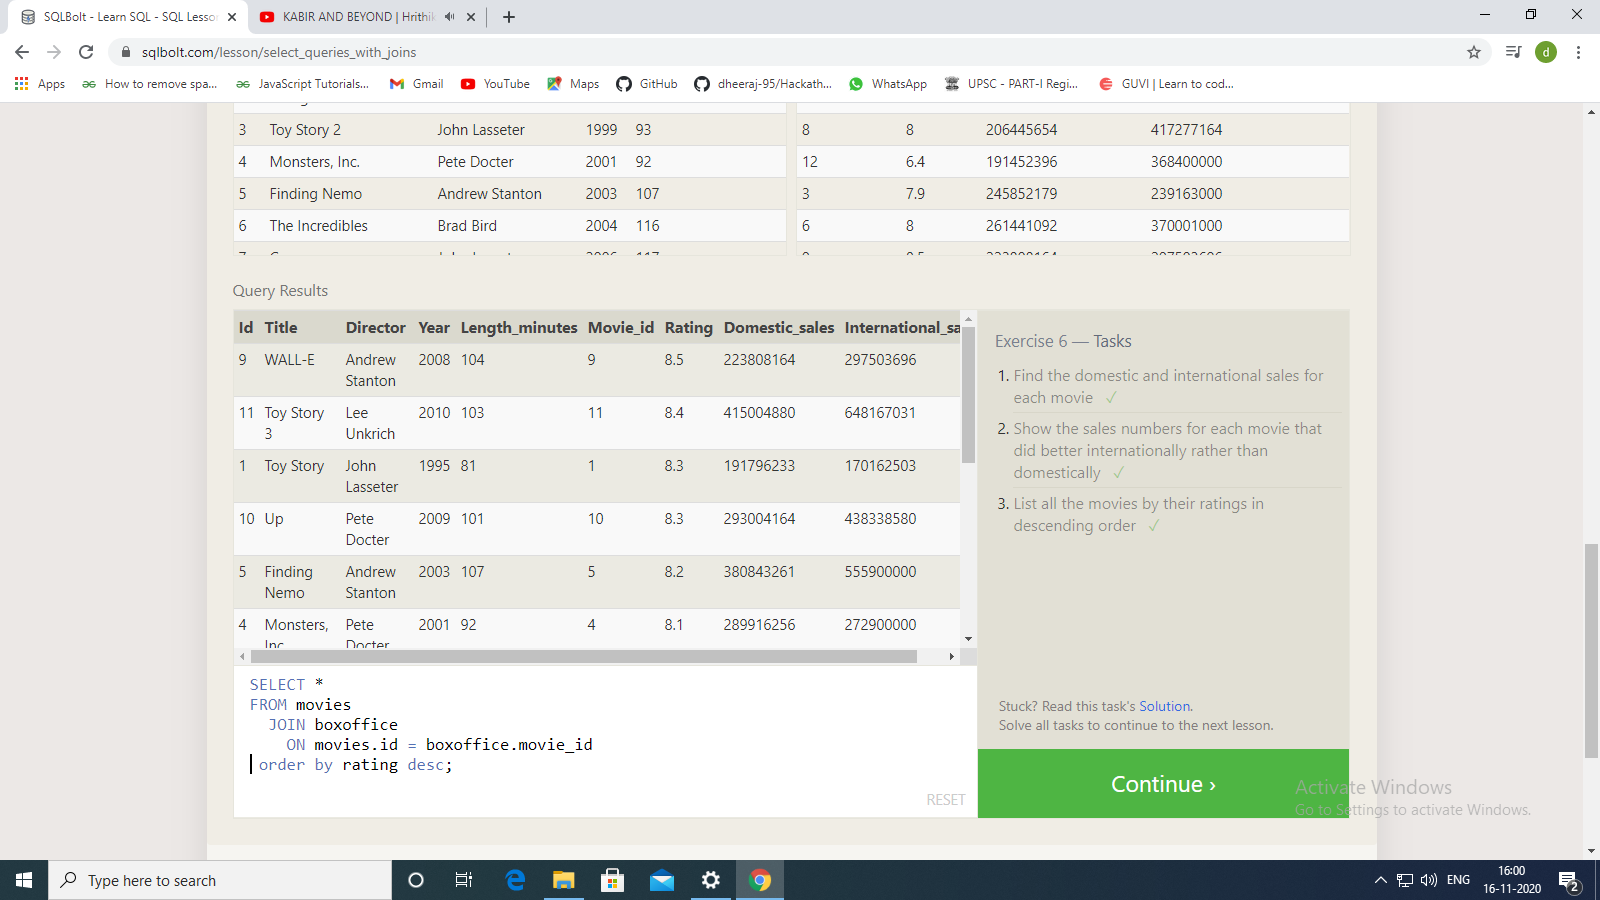 SQLBolt - Learn SQL - SQL Lesson
KABIR AND BEYOND | Hrithik
sqlbolt.com/lesson/select_queries_with_joins
d
Apps
How to remove spa...
JavaScript Tutorials...
Gmail
YouTube
Maps
GitHub
dheeraj-95/Hackath...
WhatsApp
UPSC - PART-I Regi...
GUVI | Learn to cod...
3 Toy Story 2 John Lasseter 1999 93
8 8 206445654 417277164
4 Monsters, Inc. Pete Docter 2001 92
12 6.4 191452396 368400000
5 Finding Nemo Andrew Stanton 2003 107
3 7.9 245852179 239163000
6 The Incredibles Brad Bird 2004 116
6 8 261441092 370001000
Query Results
Id Title Director Year Length_minutes Movie_id Rating Domestic_sales International_sa
9 WALL-E Andrew 2008 104 9 8.5 223808164 297503696
Stanton
11 Toy Story Lee 2010 103 11 8.4 415004880 648167031
3 Unkrich
1 Toy Story John 1995 81 1 8.3 191796233 170162503
Lasseter
10 Up Pete 2009 101 10 8.3 293004164 438338580
Docter
5 Finding Andrew 2003 107 5 8.2 380843261 555900000
Nemo Stanton
4 Monsters, Pete 2001 92 4 8.1 289916256 272900000
Inc. Docter
Exercise 6 — Tasks
1. Find the domestic and international sales for
each movie ✓
2. Show the sales numbers for each movie that
did better internationally rather than
domestically ✓
3. List all the movies by their ratings in
descending order ✓
Stuck? Read this task's Solution.
Solve all tasks to continue to the next lesson.
SELECT *
FROM movies
JOIN boxoffice
ON movies.id = boxoffice.movie_id
order by rating desc;
RESET
Continue ›
Activate Windows
Go to Settings to activate Windows.
Type here to search
ENG
16:00
16-11-2020
2